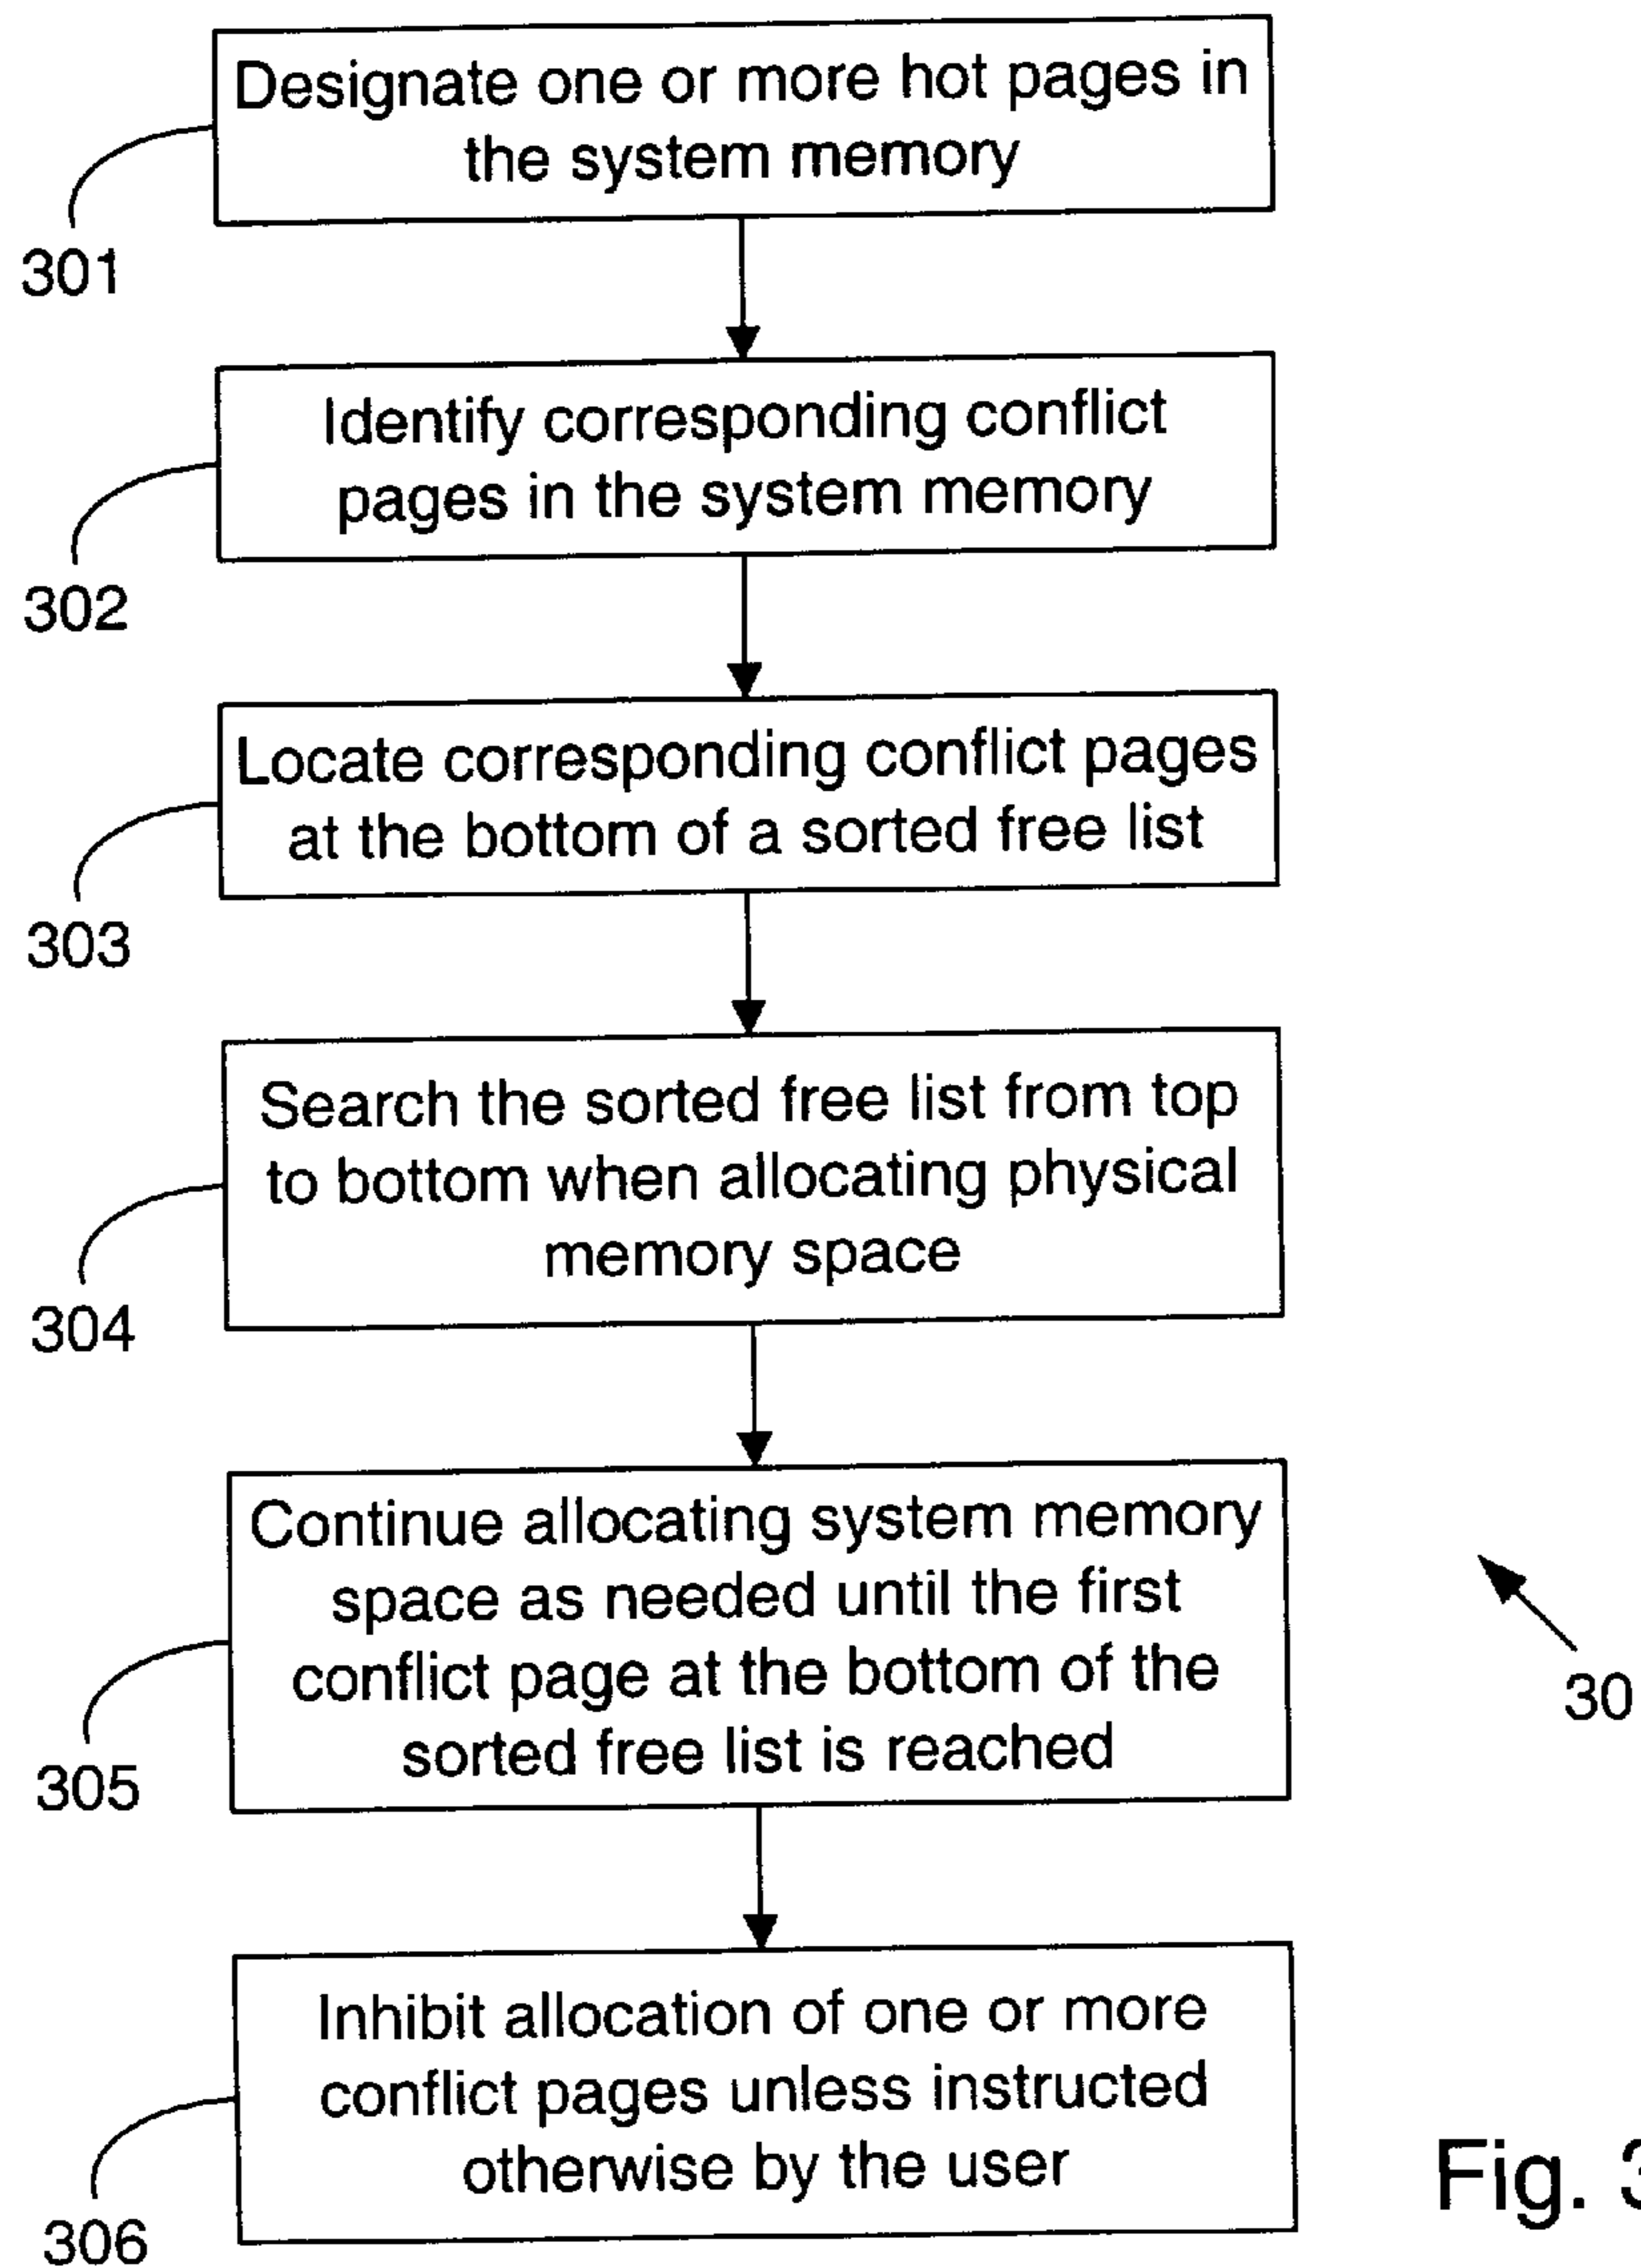 Designate one or more hot pages in
the system memory
301
Identify corresponding conflict
pages in the system memory
302
Locate corresponding conflict pages
at the bottom of a sorted free list
303
Search the sorted free list from top
to bottom when allocating physical
memory space
304
Continue allocating system memory
space as needed until the first
conflict page at the bottom of the
sorted free list is reached
305
30
Inhibit allocation of one or more
conflict pages unless instructed
otherwise by the user
306
Fig. 3